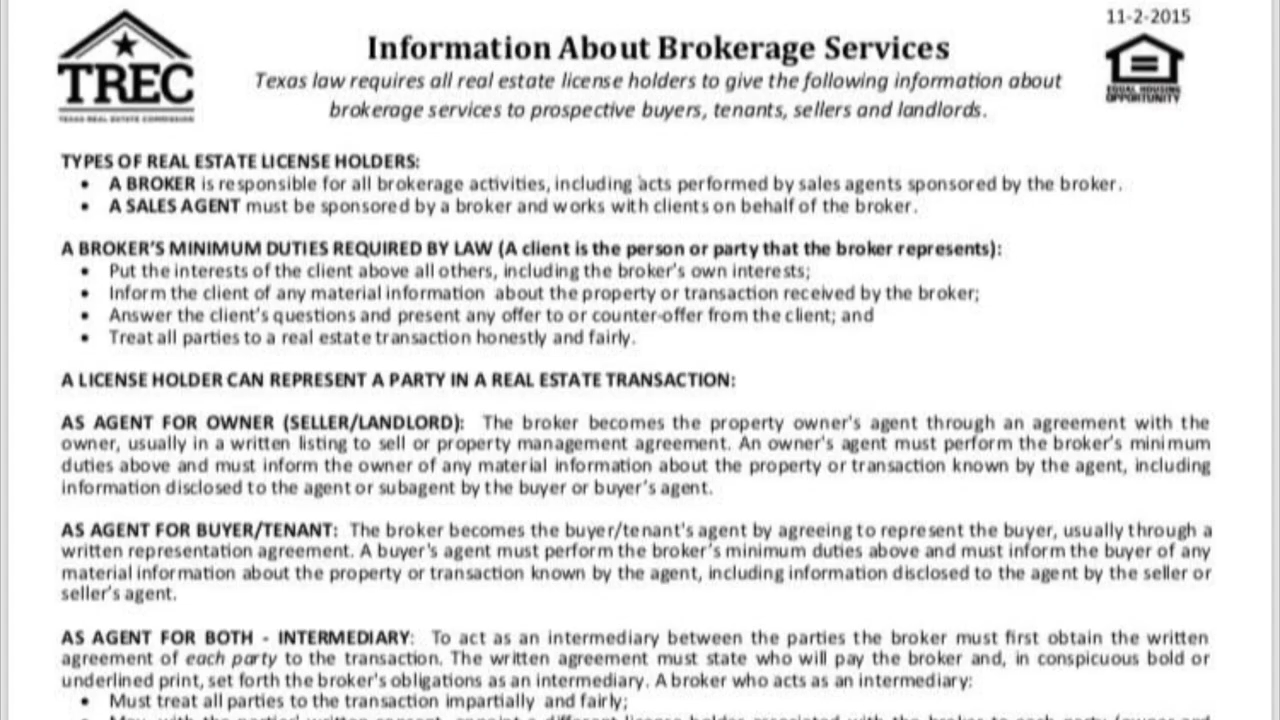 11-2-2015
TREC
TEXAS REAL ESTATE COMMISSION
Information About Brokerage Services
EQUAL HOUSING
OPPORTUNITY
Texas law requires all real estate license holders to give the following information about
brokerage services to prospective buyers, tenants, sellers and landlords.
TYPES OF REAL ESTATE LICENSE HOLDERS:
• A BROKER is responsible for all brokerage activities, including acts performed by sales agents sponsored by the broker.
• A SALES AGENT must be sponsored by a broker and works with clients on behalf of the broker.
A BROKER'S MINIMUM DUTIES REQUIRED BY LAW (A client is the person or party that the broker represents):
• Put the interests of the client above all others, including the broker's own interests;
• Inform the client of any material information about the property or transaction received by the broker;
• Answer the client's questions and present any offer to or counter-offer from the client; and
• Treat all parties to a real estate transaction honestly and fairly.
A LICENSE HOLDER CAN REPRESENT A PARTY IN A REAL ESTATE TRANSACTION:
AS AGENT FOR OWNER (SELLER/LANDLORD): The broker becomes the property owner's agent through an agreement with the
owner, usually in a written listing to sell or property management agreement. An owner's agent must perform the broker's minimum
duties above and must inform the owner of any material information about the property or transaction known by the agent, including
information disclosed to the agent or subagent by the buyer or buyer's agent.
AS AGENT FOR BUYER/TENANT: The broker becomes the buyer/tenant's agent by agreeing to represent the buyer, usually through a
written representation agreement. A buyer's agent must perform the broker's minimum duties above and must inform the buyer of any
material information about the property or transaction known by the agent, including information disclosed to the agent by the seller or
seller's agent.
AS AGENT FOR BOTH - INTERMEDIARY: To act as an intermediary between the parties the broker must first obtain the written
agreement of each party to the transaction. The written agreement must state who will pay the broker and, in conspicuous bold or
underlined print, set forth the broker's obligations as an intermediary. A broker who acts as an intermediary:
• Must treat all parties to the transaction impartially and fairly;